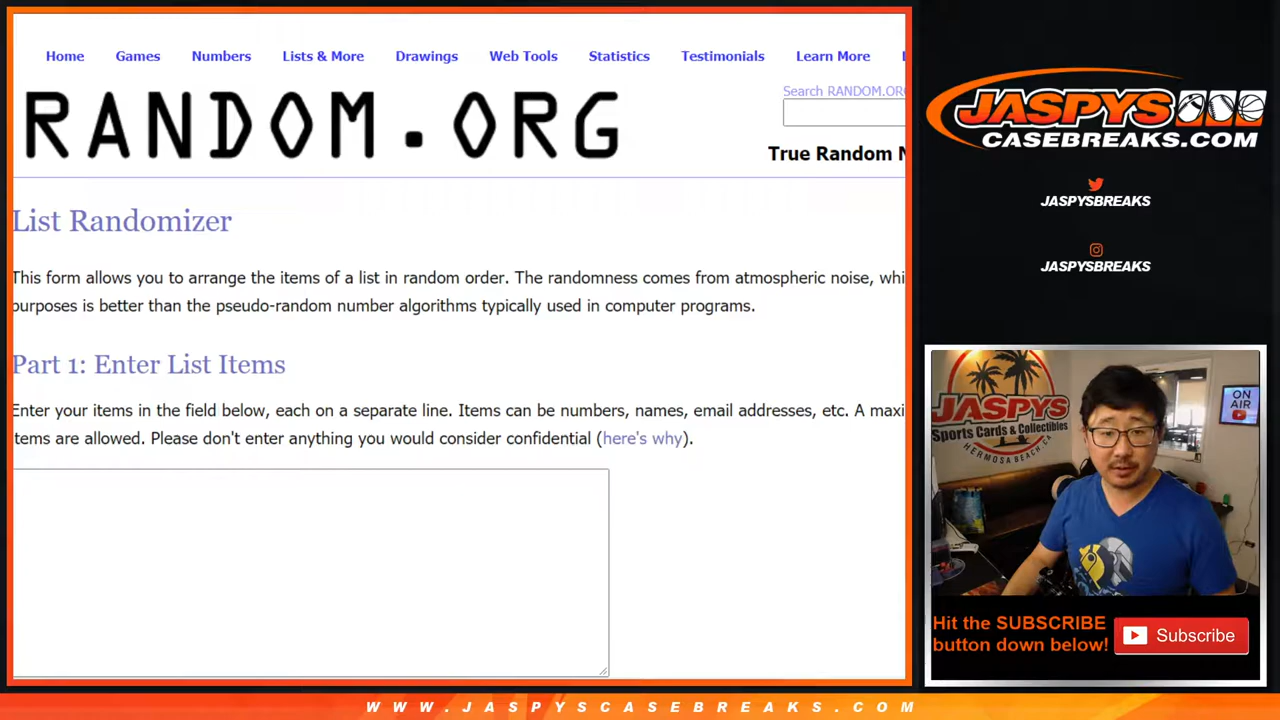 Home Games Numbers Lists & More Drawings Web Tools Statistics Testimonials Learn More
Search RANDOM.ORG
RANDOM.ORG
True Random N
List Randomizer
This form allows you to arrange the items of a list in random order. The randomness comes from atmospheric noise, whi
purposes is better than the pseudo-random number algorithms typically used in computer programs.
Part 1: Enter List Items
Enter your items in the field below, each on a separate line. Items can be numbers, names, email addresses, etc. A maxi
items are allowed. Please don't enter anything you would consider confidential (here's why).
JASPYS
CASEBREAKS.COM
JASPYSBREAKS
JASPYSBREAKS
JASPYS
Sports Cards & Collectibles
HERMOSA BEACH, CA
ON
AIR
Hit the SUBSCRIBE
button down below!
Subscribe
WWW.JASPYSCASEBREAKS.COM